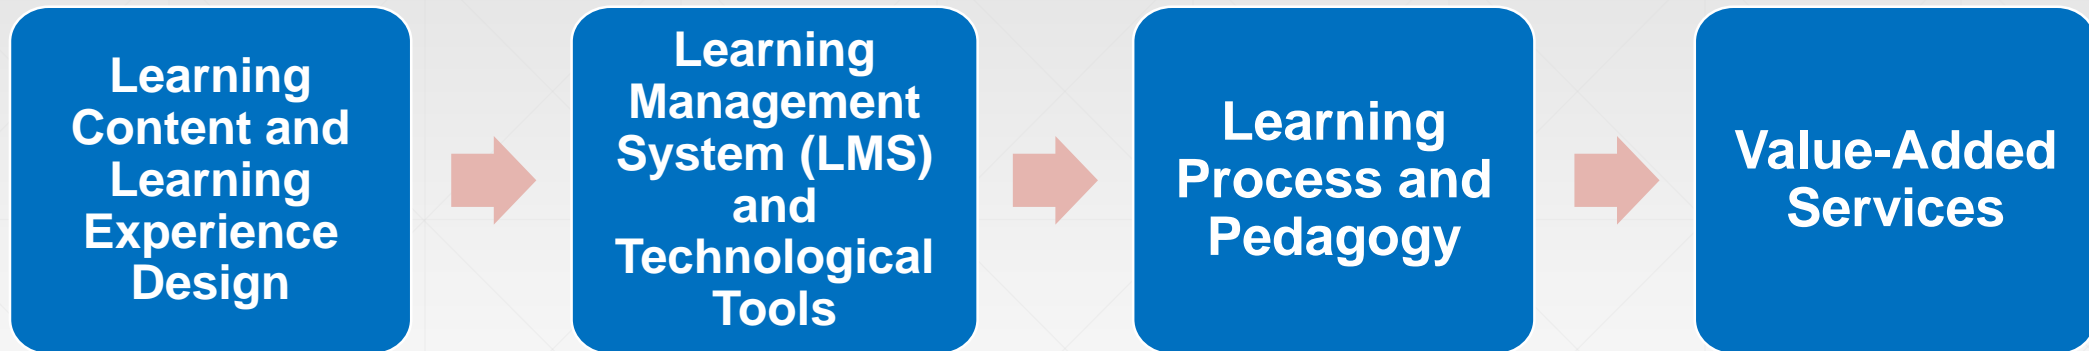 Learning
Content and
Learning
Experience
Design
Learning
Management
System (LMS)
and
Technological
Tools
Learning
Process and
Pedagogy
Value-Added
Services